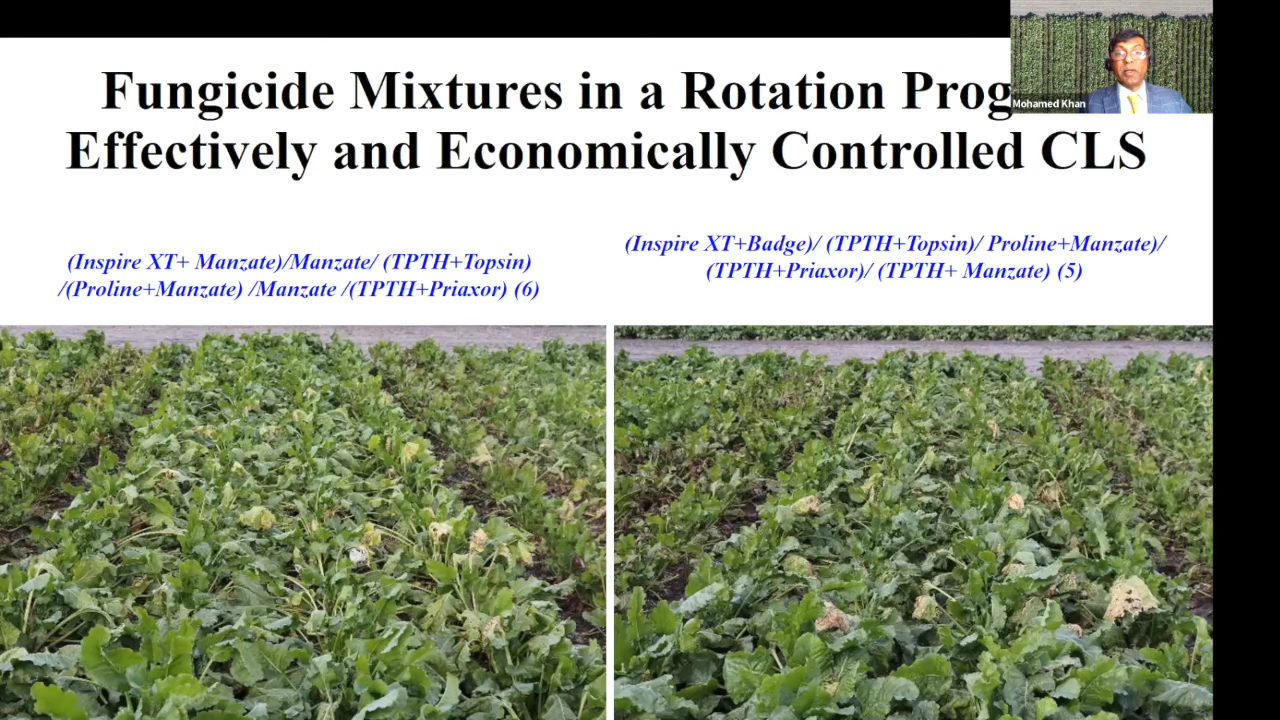 Fungicide Mixtures in a Rotation Prog
Effectively and Economically Controlled CLS
Mohamed Khan
(Inspire XT+ Manzate)/Manzate/ (TPTH+Topsin)
/(Proline+Manzate) /Manzate /(TPTH+Priaxor) (6)
(Inspire XT+Badge)/ (TPTH+Topsin)/ Proline+Manzate)/
(TPTH+Priaxor)/ (TPTH+ Manzate) (5)